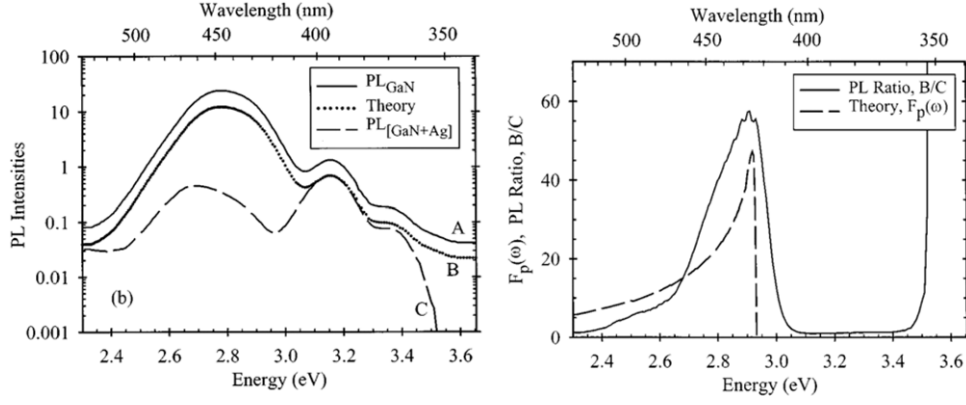 Wavelength (nm)
500 450 400 350
100
10
1
0.1
0.01
0.001
PL Intensities
PL_GaN
Theory
PL_[GaN+Ag]
A
B
C
(b)
2.4 2.6 2.8 3.0 3.2 3.4 3.6
Energy (eV)
Wavelength (nm)
500 450 400 350
60
40
20
0
F_p(ω), PL Ratio, B/C
PL Ratio, B/C
Theory, F_p(ω)
2.4 2.6 2.8 3.0 3.2 3.4 3.6
Energy (eV)